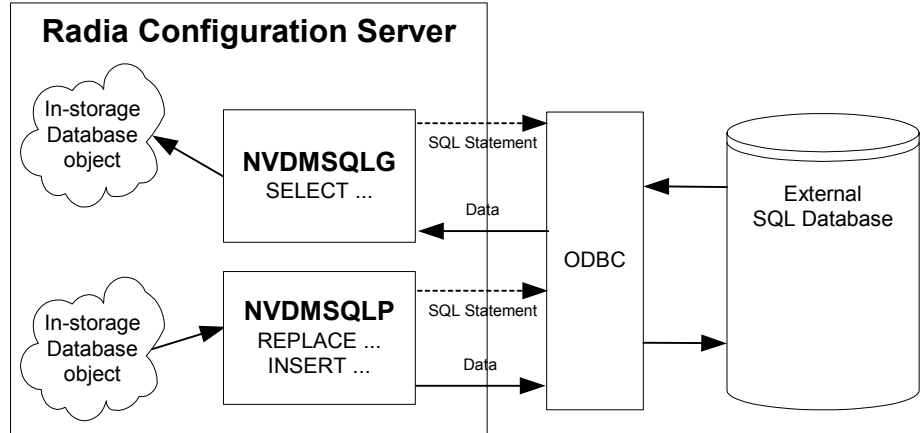 Radia Configuration Server
In-storage
Database
object
NVDMSQLG
SELECT ...
SQL Statement
Data
ODBC
External
SQL Database
In-storage
Database
object
NVDMSQLP
REPLACE ...
INSERT ...
SQL Statement
Data